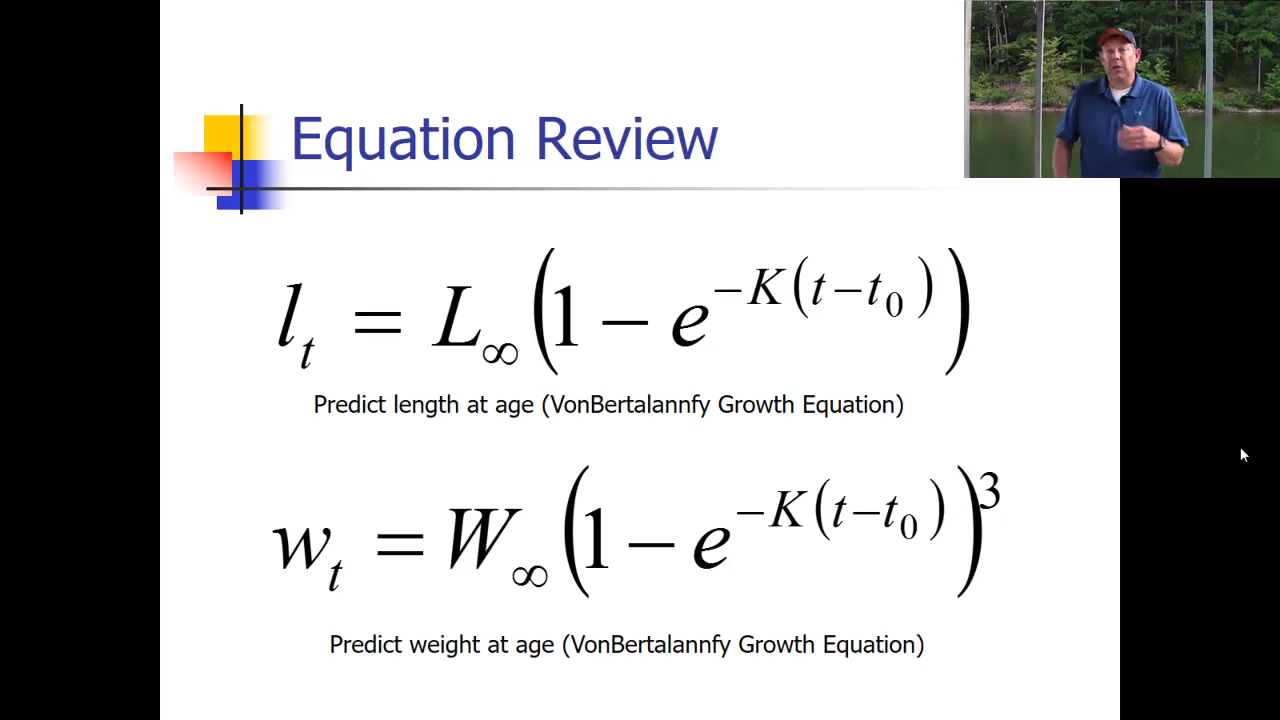 Equation Review
l_t = L_∞ (1 − e^{−K(t−t_0)})
Predict length at age (VonBertalannfy Growth Equation)
w_t = W_∞ (1 − e^{−K(t−t_0)})^3
Predict weight at age (VonBertalannfy Growth Equation)